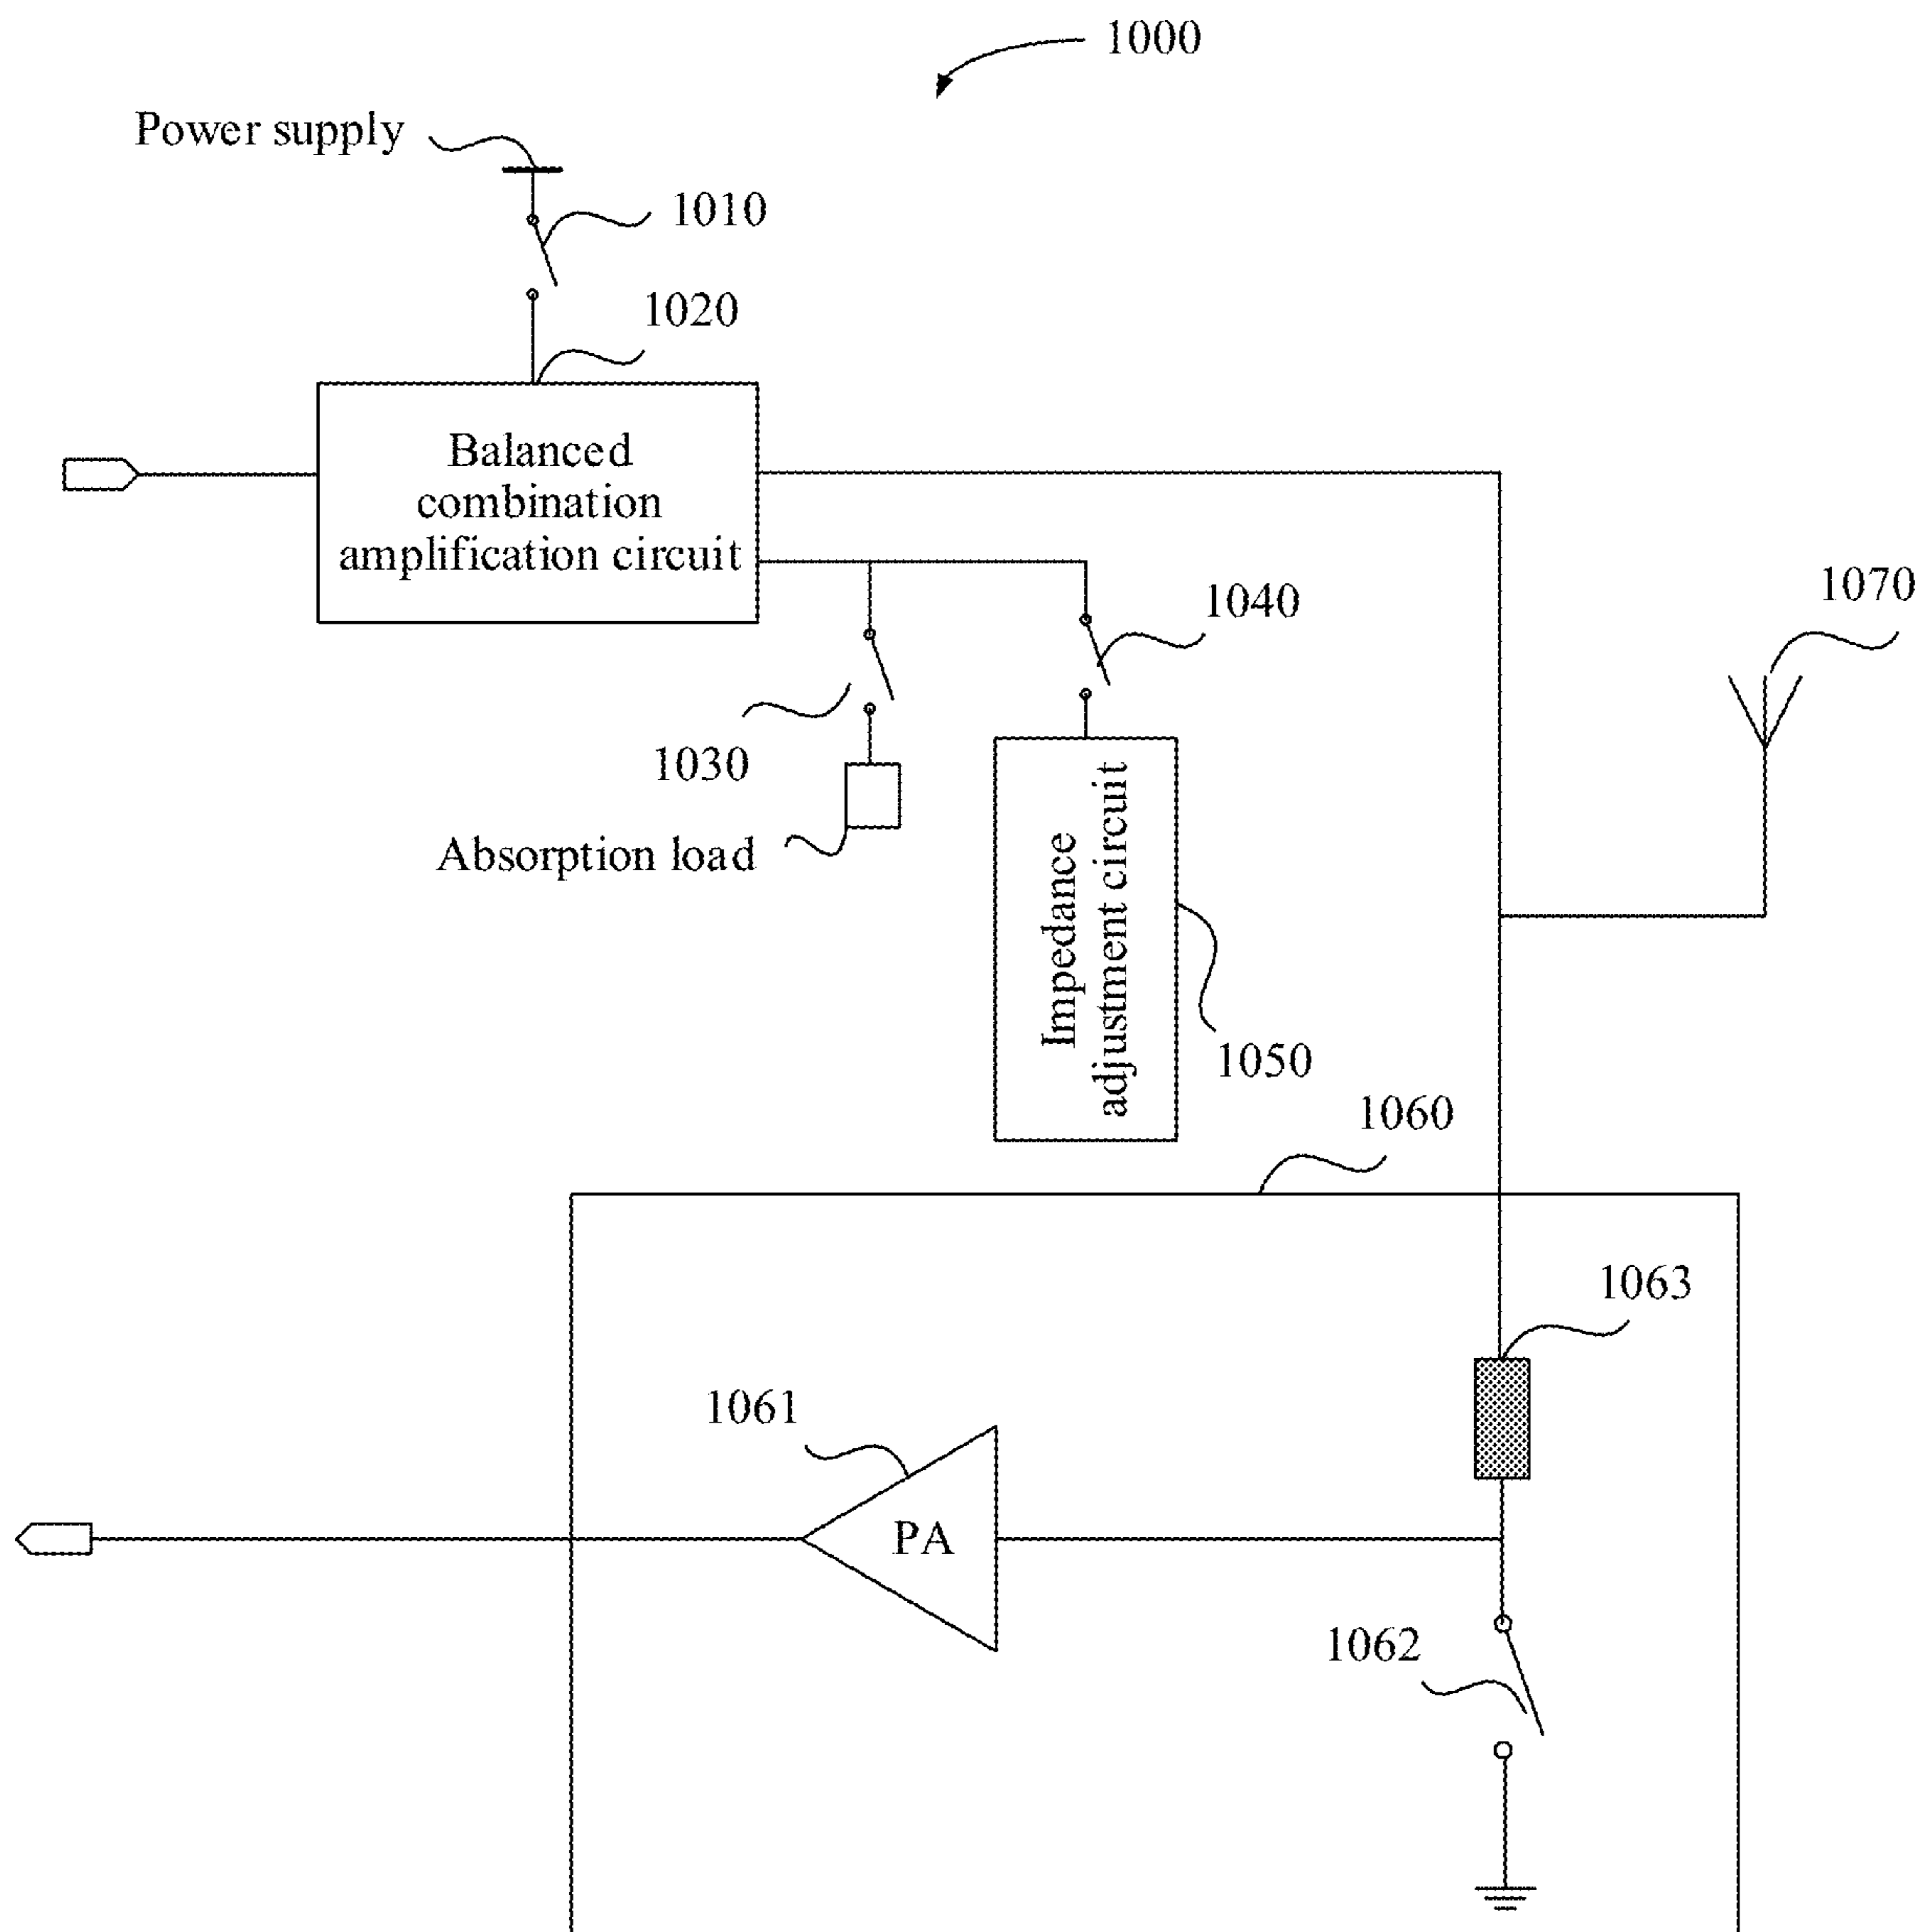 1000
Power supply
1010
1020
Balanced
combination
amplification circuit
1040
1070
1030
Absorption load
Impedance
adjustment circuit
1050
1060
1063
1061
PA
1062